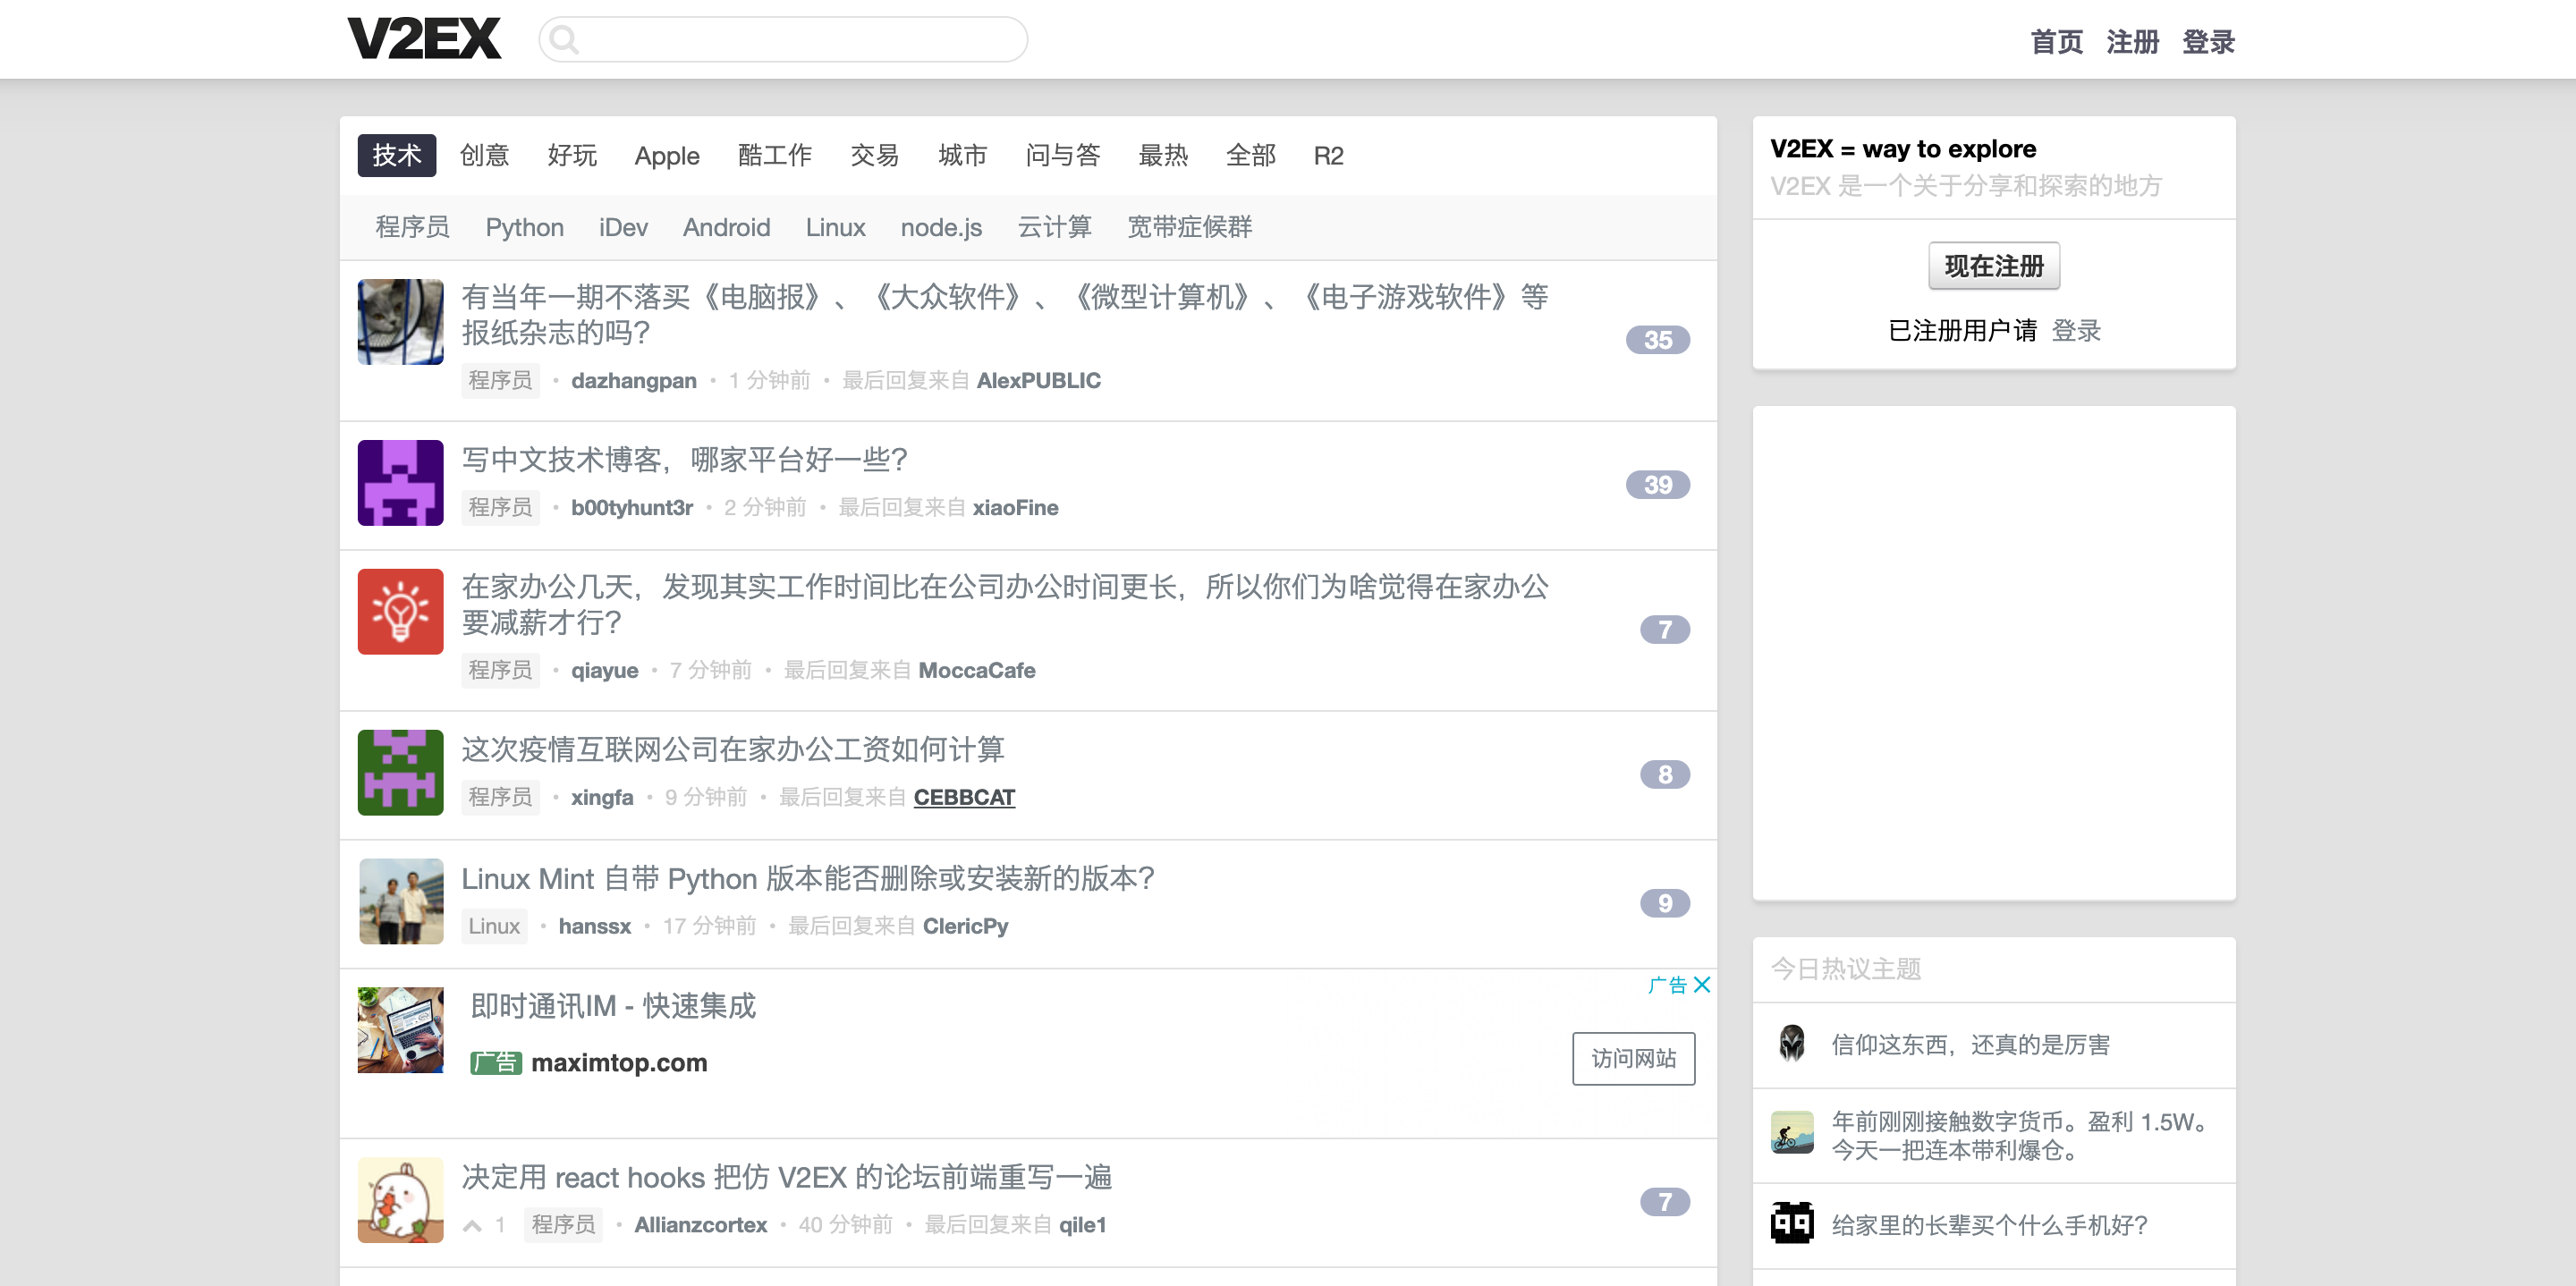 V2EX
首页 注册 登录
技术 创意 好玩 Apple 酷工作 交易 城市 问与答 最热 全部 R2
程序员 Python iDev Android Linux node.js 云计算 宽带症候群
有当年一期不落买《电脑报》、《大众软件》、《微型计算机》、《电子游戏软件》等
报纸杂志的吗?
35
程序员 • dazhangpan • 1 分钟前 • 最后回复来自 AlexPUBLIC
写中文技术博客，哪家平台好一些?
39
程序员 • b00tyhunt3r • 2 分钟前 • 最后回复来自 xiaoFine
在家办公几天，发现其实工作时间比在公司办公时间更长，所以你们为啥觉得在家办公
要减薪才行?
7
程序员 • qiayue • 7 分钟前 • 最后回复来自 MoccaCafe
这次疫情互联网公司在家办公工资如何计算
8
程序员 • xingfa • 9 分钟前 • 最后回复来自 CEBBCAT
Linux Mint 自带 Python 版本能否删除或安装新的版本?
9
Linux • hanssx • 17 分钟前 • 最后回复来自 ClericPy
广告
即时通讯IM - 快速集成
广告 maximtop.com
访问网站
决定用 react hooks 把仿 V2EX 的论坛前端重写一遍
7
1 程序员 • Allianzcortex • 40 分钟前 • 最后回复来自 qile1
V2EX = way to explore
V2EX 是一个关于分享和探索的地方
现在注册
已注册用户请 登录
今日热议主题
信仰这东西，还真的是厉害
年前刚刚接触数字货币。盈利 1.5W。
今天一把连本带利爆仓。
给家里的长辈买个什么手机好?